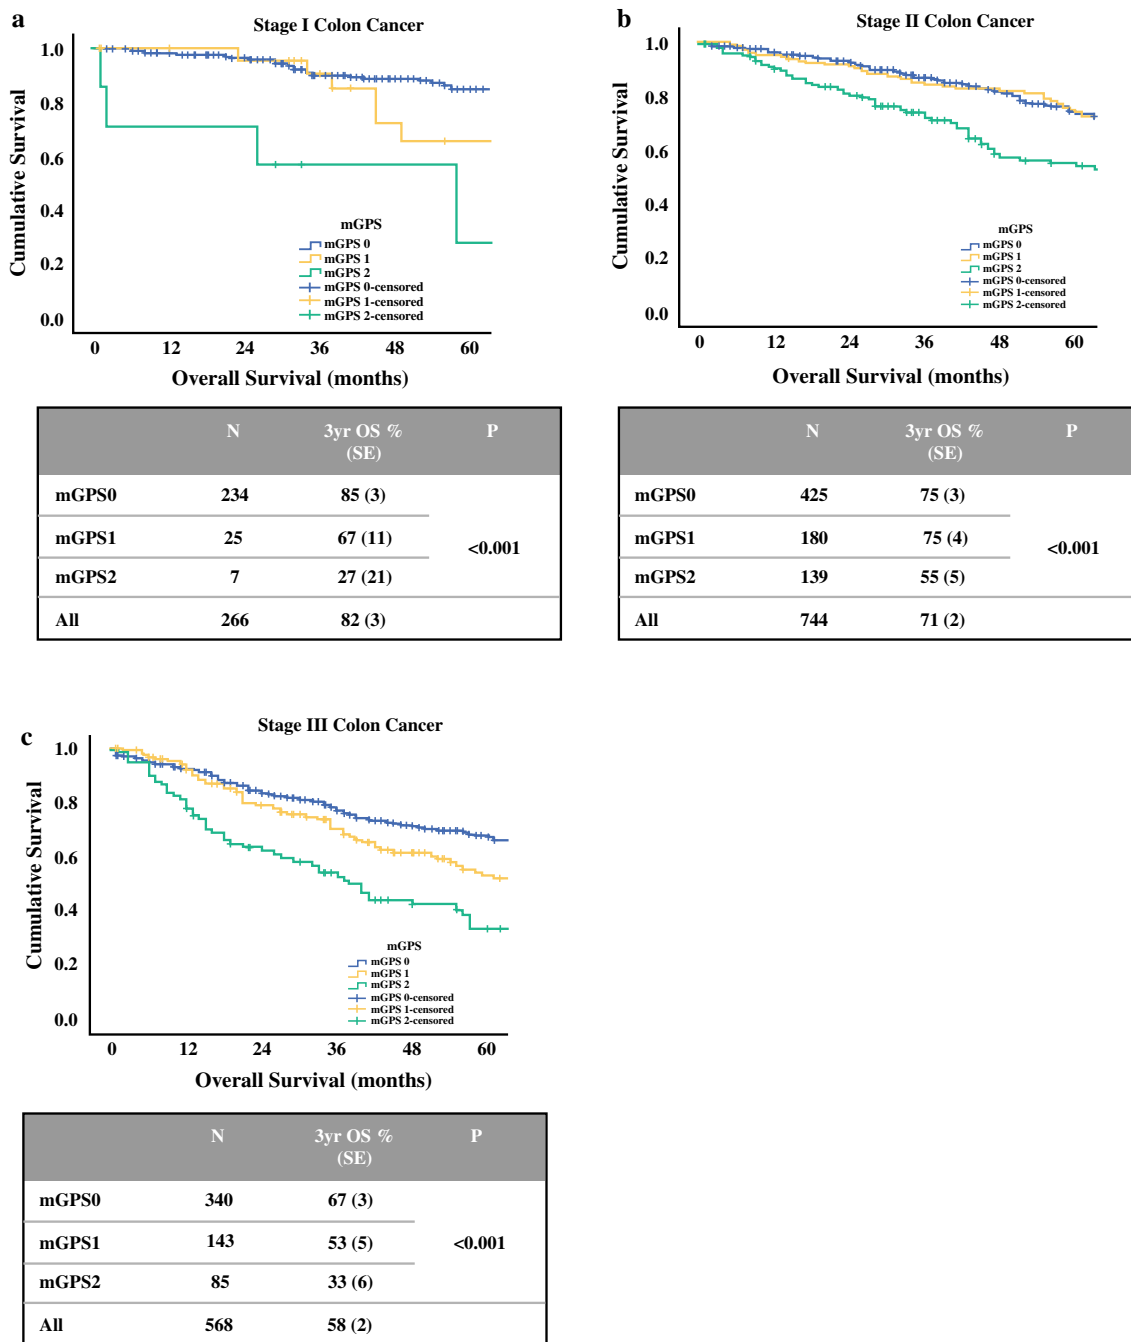 a
Stage I Colon Cancer
Cumulative Survival
1.0
0.8
0.6
0.4
0.2
0.0
mGPS
mGPS 0
mGPS 1
mGPS 2
mGPS 0-censored
mGPS 1-censored
mGPS 2-censored
0 12 24 36 48 60
Overall Survival (months)
N 3yr OS % P
(SE)
mGPS0 234 85 (3)
mGPS1 25 67 (11)
<0.001
mGPS2 7 27 (21)
All 266 82 (3)
b
Stage II Colon Cancer
Cumulative Survival
1.0
0.8
0.6
0.4
0.2
0.0
mGPS
mGPS 0
mGPS 1
mGPS 2
mGPS 0-censored
mGPS 1-censored
mGPS 2-censored
0 12 24 36 48 60
Overall Survival (months)
N 3yr OS % P
(SE)
mGPS0 425 75 (3)
mGPS1 180 75 (4)
<0.001
mGPS2 139 55 (5)
All 744 71 (2)
c
Stage III Colon Cancer
Cumulative Survival
1.0
0.8
0.6
0.4
0.2
0.0
mGPS
mGPS 0
mGPS 1
mGPS 2
mGPS 0-censored
mGPS 1-censored
mGPS 2-censored
0 12 24 36 48 60
Overall Survival (months)
N 3yr OS % P
(SE)
mGPS0 340 67 (3)
mGPS1 143 53 (5) <0.001
mGPS2 85 33 (6)
All 568 58 (2)